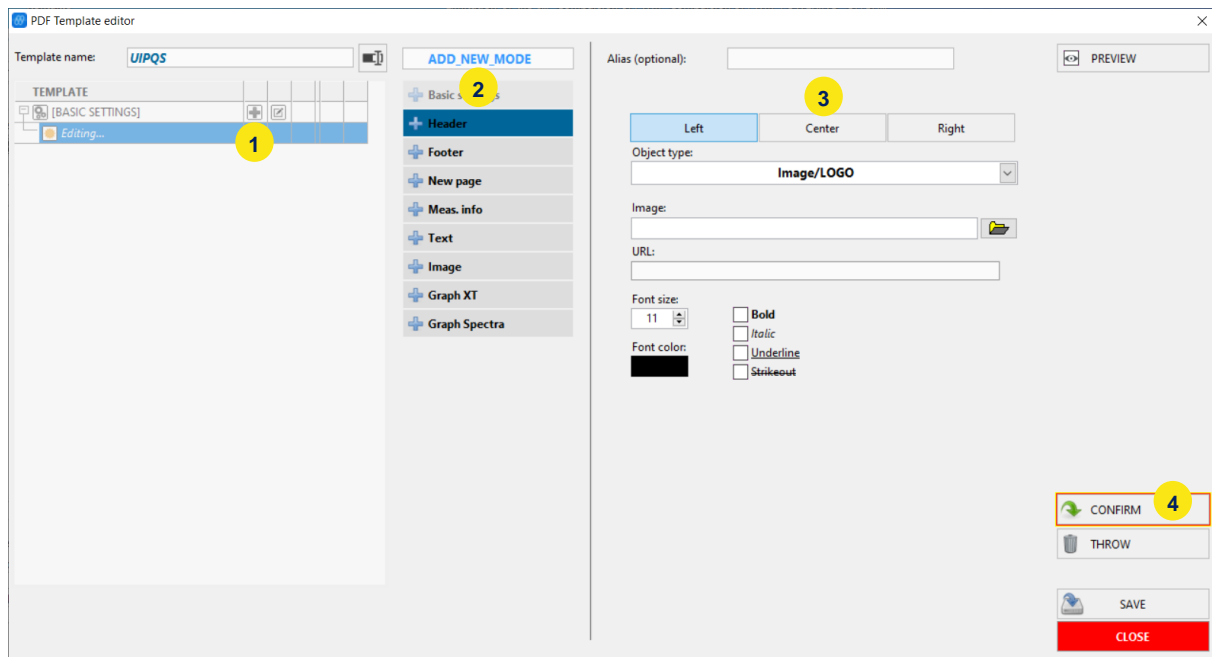 PDF Template editor
Template name:
UIPQS
TEMPLATE
[BASIC SETTINGS]
Editing...
1
ADD_NEW_MODE
2
Basic
Header
Footer
New page
Meas. info
Text
Image
Graph XT
Graph Spectra
Alias (optional):
3
Left Center Right
Object type:
Image/LOGO
Image:
URL:
Font size:
11
Font color:
Bold
Italic
Underline
Strikeout
PREVIEW
CONFIRM
4
THROW
SAVE
CLOSE